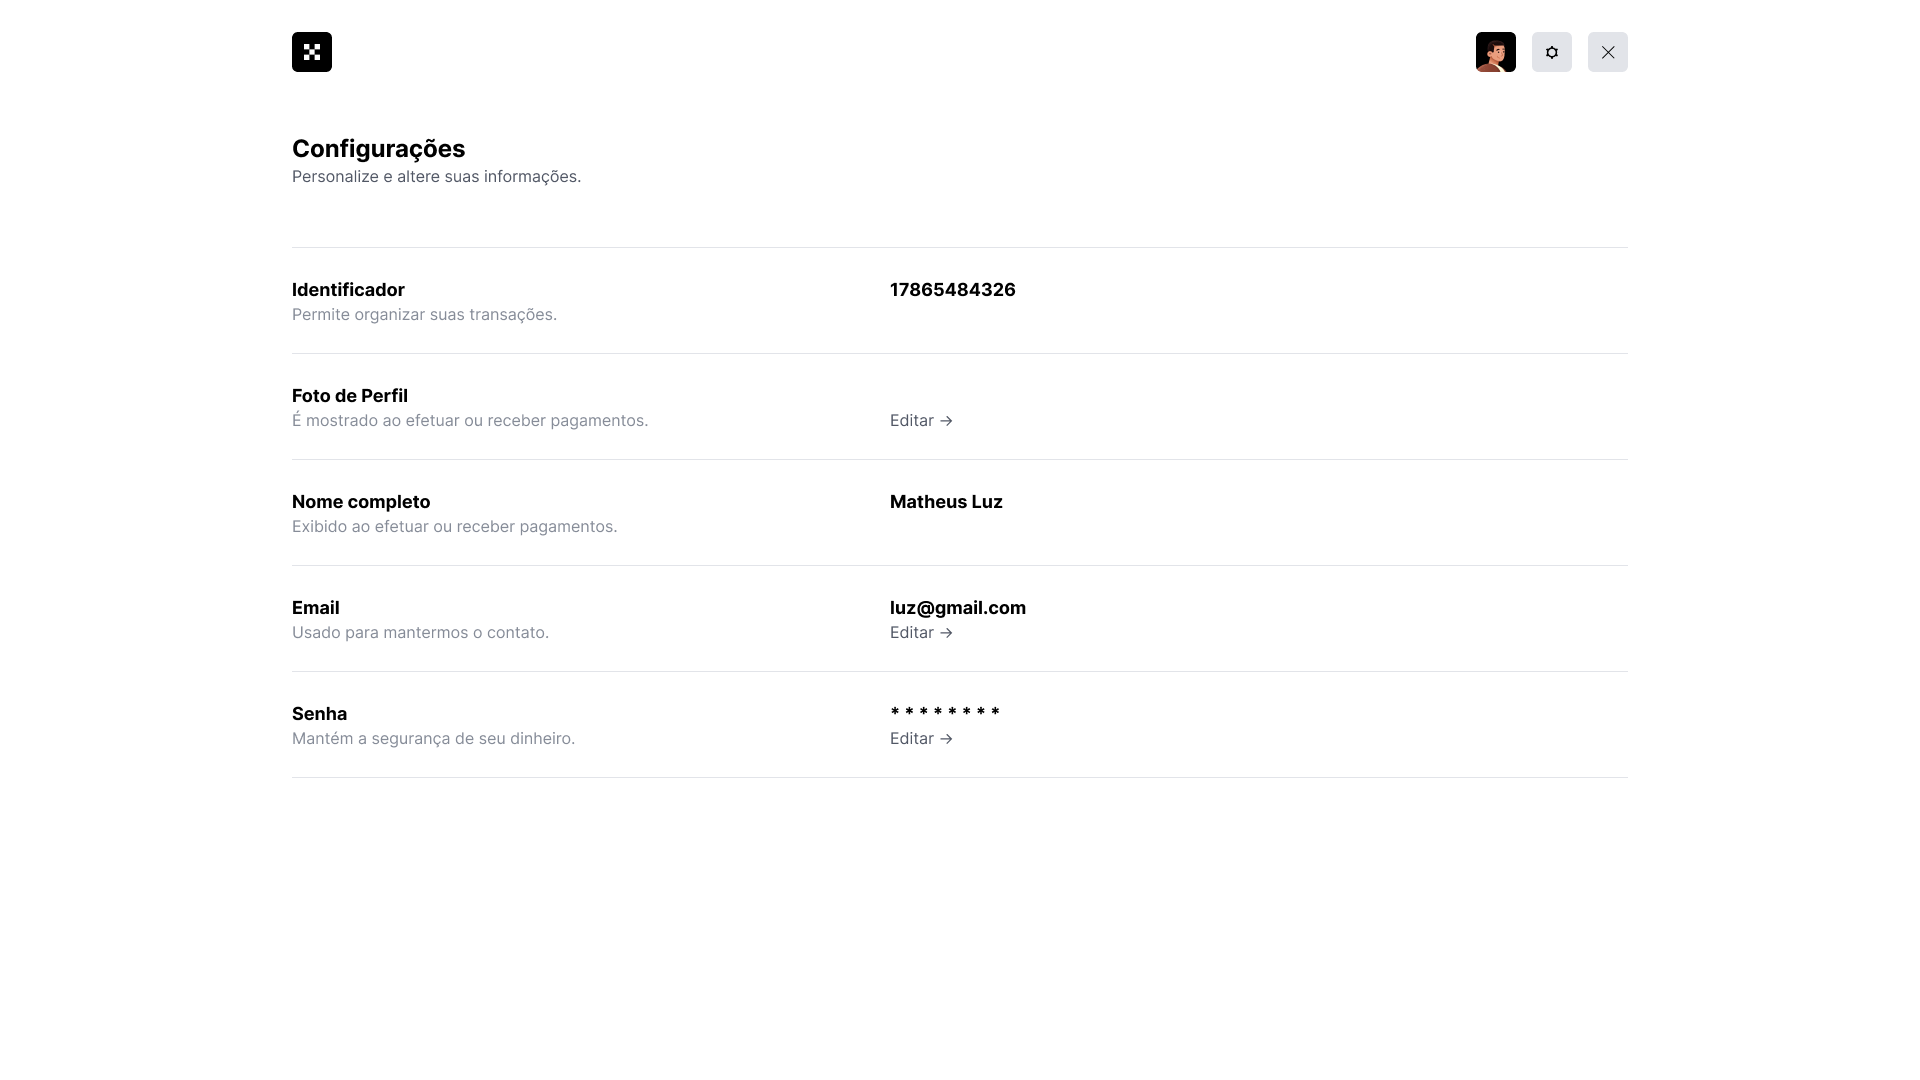 Configurações
Personalize e altere suas informações.
Identificador
17865484326
Permite organizar suas transações.
Foto de Perfil
É mostrado ao efetuar ou receber pagamentos.
Editar →
Nome completo
Matheus Luz
Exibido ao efetuar ou receber pagamentos.
Email
luz@gmail.com
Usado para mantermos o contato.
Editar →
Senha
* * * * * * * *
Mantém a segurança de seu dinheiro.
Editar →